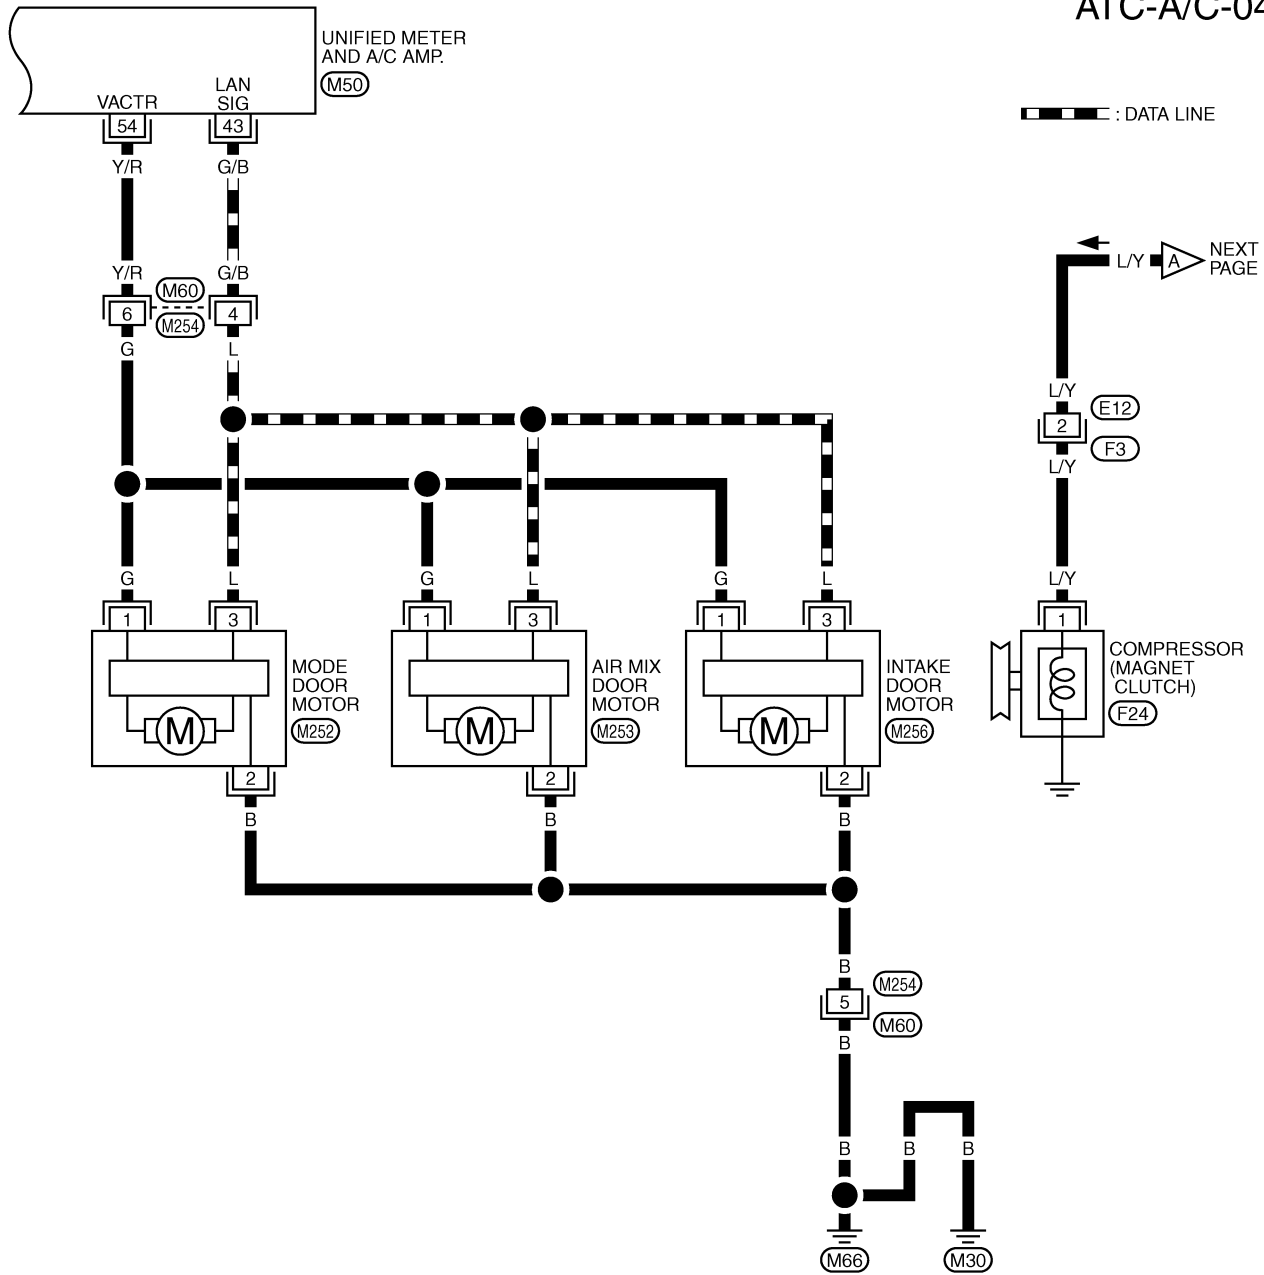 ATC-A/C-04
UNIFIED METER
AND A/C AMP.
M50
VACTR
LAN
SIG
54
43
: DATA LINE
Y/R
G/B
Y/R
G/B
M60
6
4
M254
G
L
L/Y
A
NEXT
PAGE
L/Y
E12
2
F3
L/Y
G
L
G
L
G
L
L/Y
1
3
1
3
1
3
1
MODE
DOOR
MOTOR
M252
M
AIR MIX
DOOR
MOTOR
M253
M
INTAKE
DOOR
MOTOR
M256
M
COMPRESSOR
(MAGNET
CLUTCH)
F24
2
2
2
B
B
B
B
M254
5
M60
B
B
B
B
M66
M30